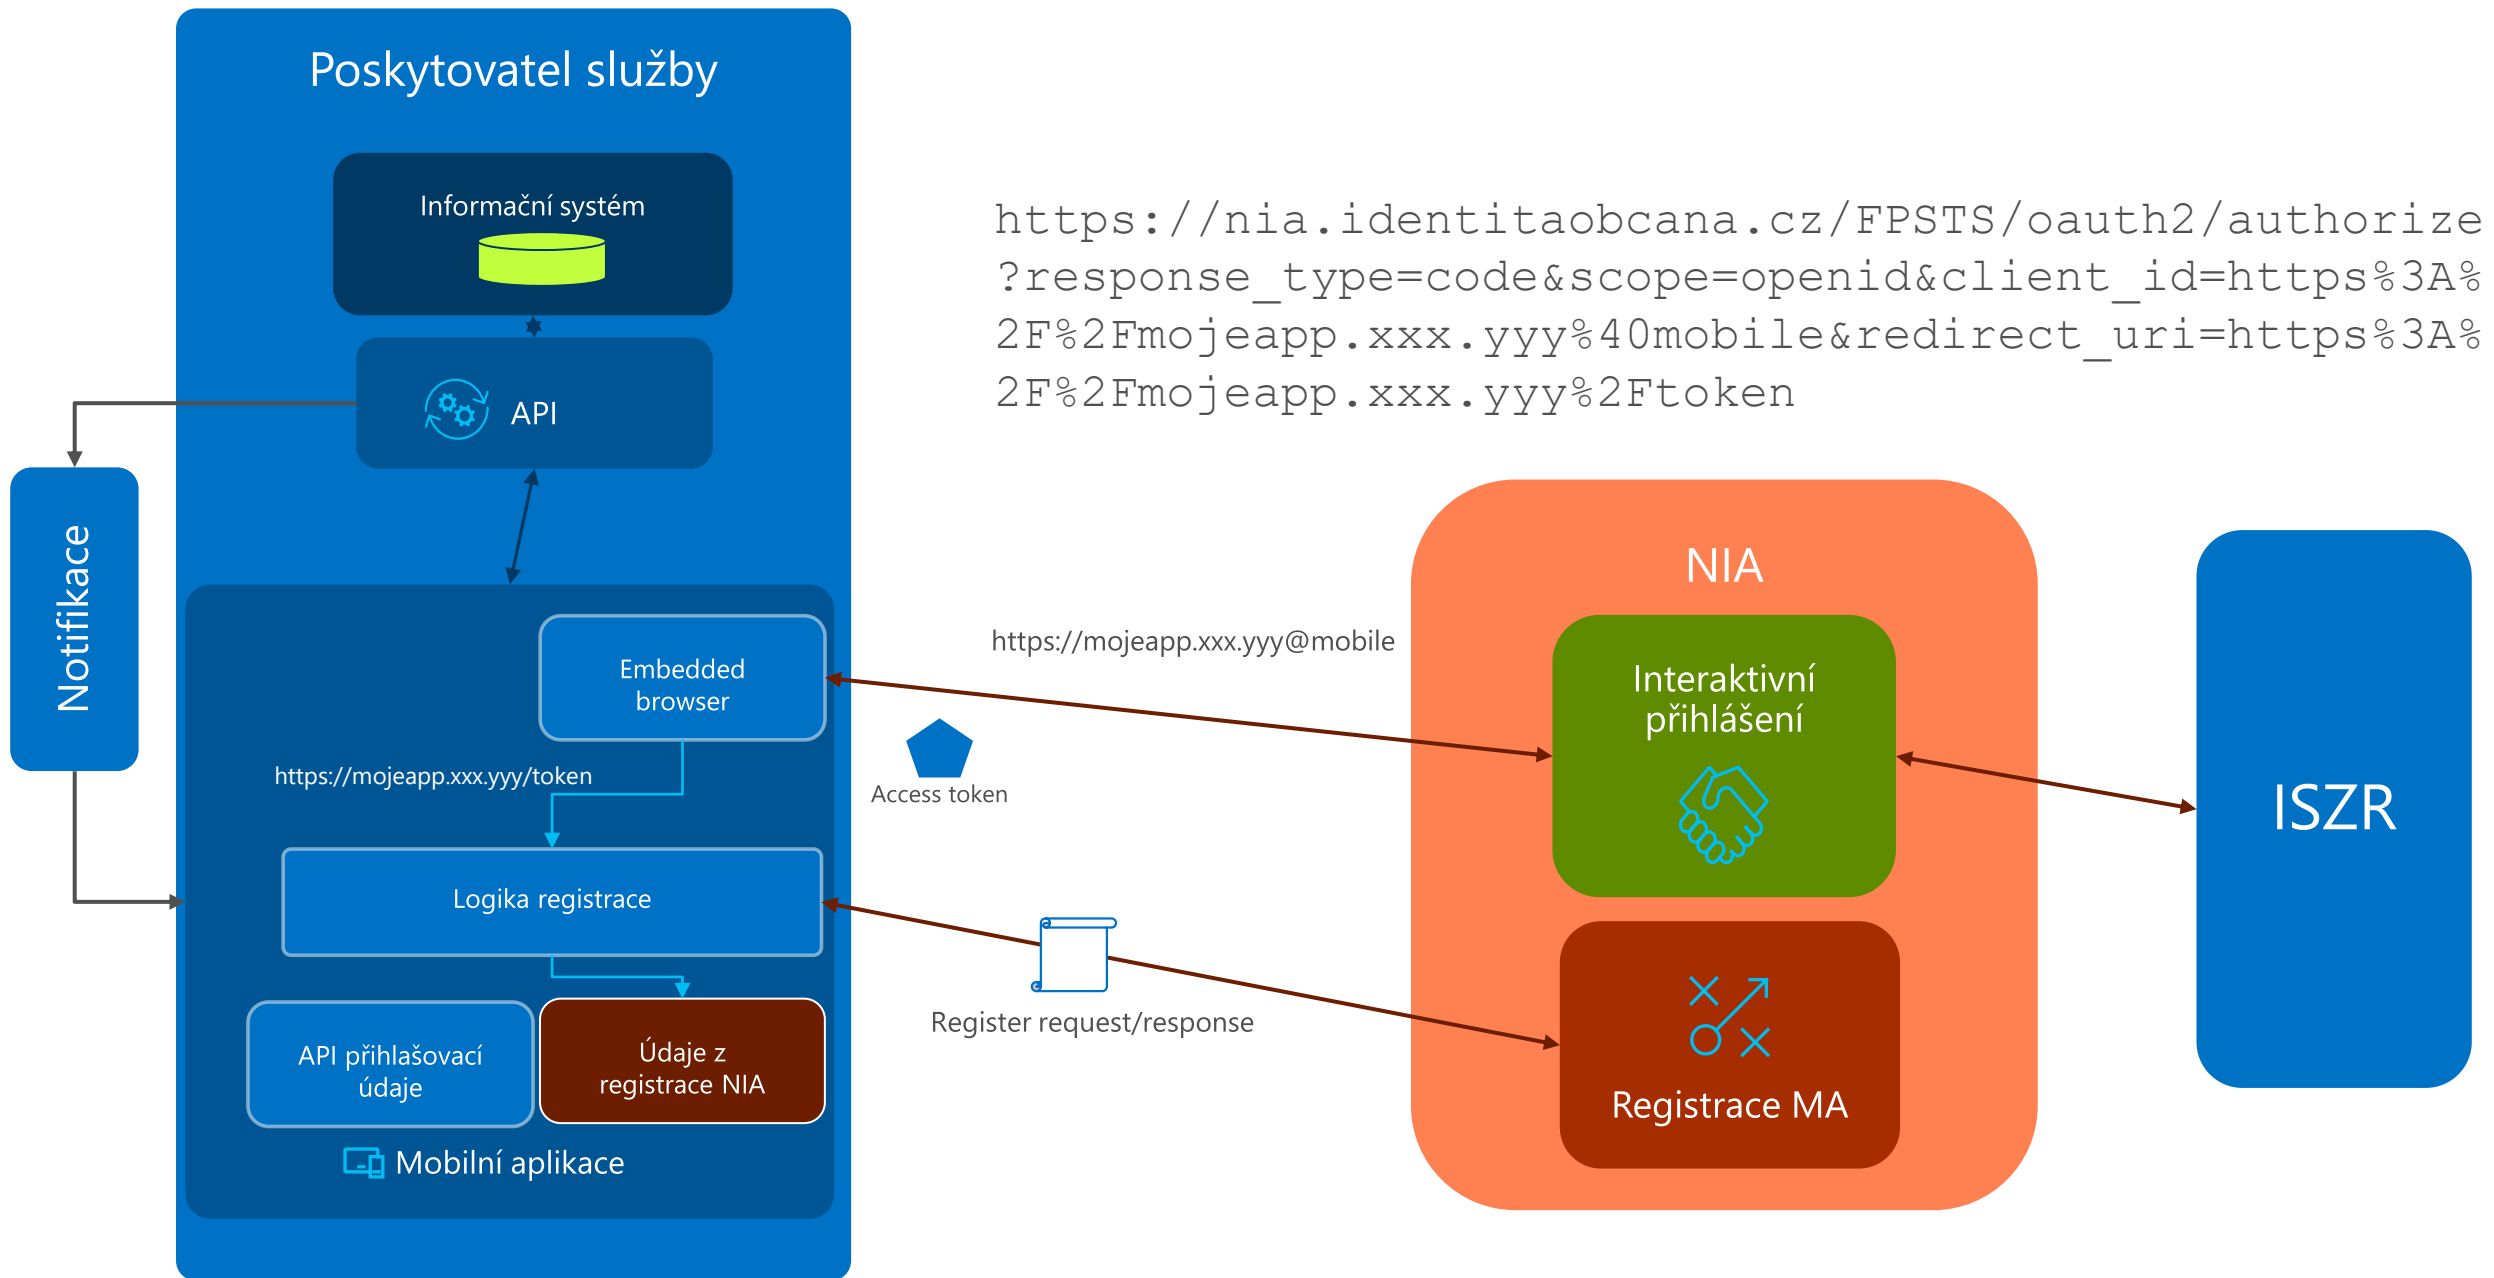 Poskytovatel služby
Informační systém
API
https://nia.identitaobcana.cz/FPSTS/oauth2/authorize
?response_type=code&scope=openid&client_id=https%3A%
2F%2Fmojeapp.xxx.yyy%40mobile&redirect_uri=https%3A%
2F%2Fmojeapp.xxx.yyy%2Ftoken
Notifikace
Embedded
browser
https://mojeapp.xxx.yyy/token
Logika registrace
API přihlašovací
údaje
Údaje z
registrace NIA
Mobilní aplikace
https://mojeapp.xxx.yyy@mobile
Access token
Register request/response
NIA
Interaktivní
přihlášení
Registrace MA
ISZR